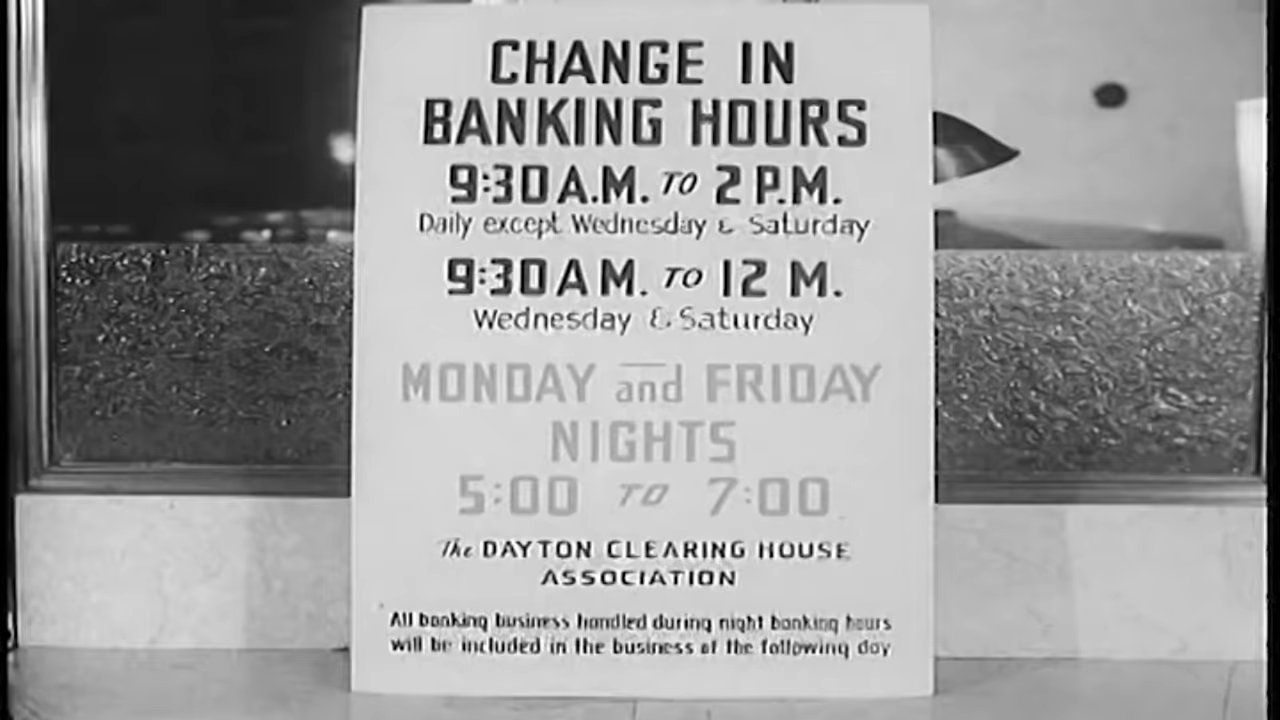 CHANGE IN
BANKING HOURS
9:30 A.M. TO 2 P.M.
Daily except Wednesday & Saturday
9:30 A.M. TO 12 M.
Wednesday & Saturday
MONDAY and FRIDAY
NIGHTS
5:00 TO 7:00
The DAYTON CLEARING HOUSE
ASSOCIATION
All banking business handled during night banking hours
will be included in the business of the following day